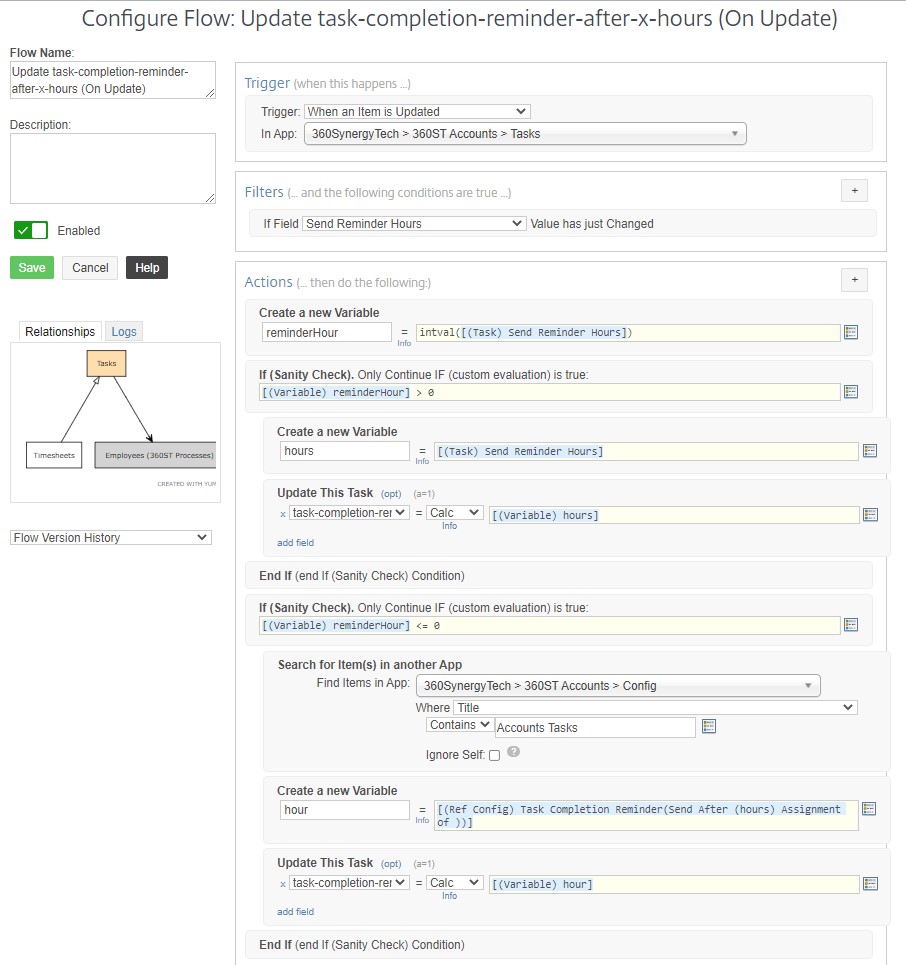 Configure Flow: Update task-completion-reminder-after-x-hours (On Update)
Flow Name:
Update task-completion-reminder-
after-x-hours (On Update)
Description:
Enabled
Save
Cancel
Help
Relationships
Logs
Tasks
Timesheets
Employees (360ST Processes)
CREATED WITH YUM
Flow Version History
Trigger (when this happens ...)
Trigger: When an Item is Updated
In App: 360SynergyTech > 360ST Accounts > Tasks
Filters (... and the following conditions are true ...)
+
If Field Send Reminder Hours Value has just Changed
Actions (... then do the following:)
+
Create a new Variable
reminderHour = intval([(Task) Send Reminder Hours])
Info
If (Sanity Check). Only Continue IF (custom evaluation) is true:
[(Variable) reminderHour] > 0
Create a new Variable
hours = [(Task) Send Reminder Hours]
Info
Update This Task (opt) (a=1)
x task-completion-rer = Calc [(Variable) hours]
Info
add field
End If (end If (Sanity Check) Condition)
If (Sanity Check). Only Continue IF (custom evaluation) is true:
[(Variable) reminderHour] <= 0
Search for Item(s) in another App
Find Items in App: 360SynergyTech > 360ST Accounts > Config
Where Title
Contains Accounts Tasks
Ignore Self: ?
Create a new Variable
hour = [(Ref Config) Task Completion Reminder(Send After (hours) Assignment
Info of ))]
Update This Task (opt) (a=1)
x task-completion-rer = Calc [(Variable) hour]
Info
add field
End If (end If (Sanity Check) Condition)